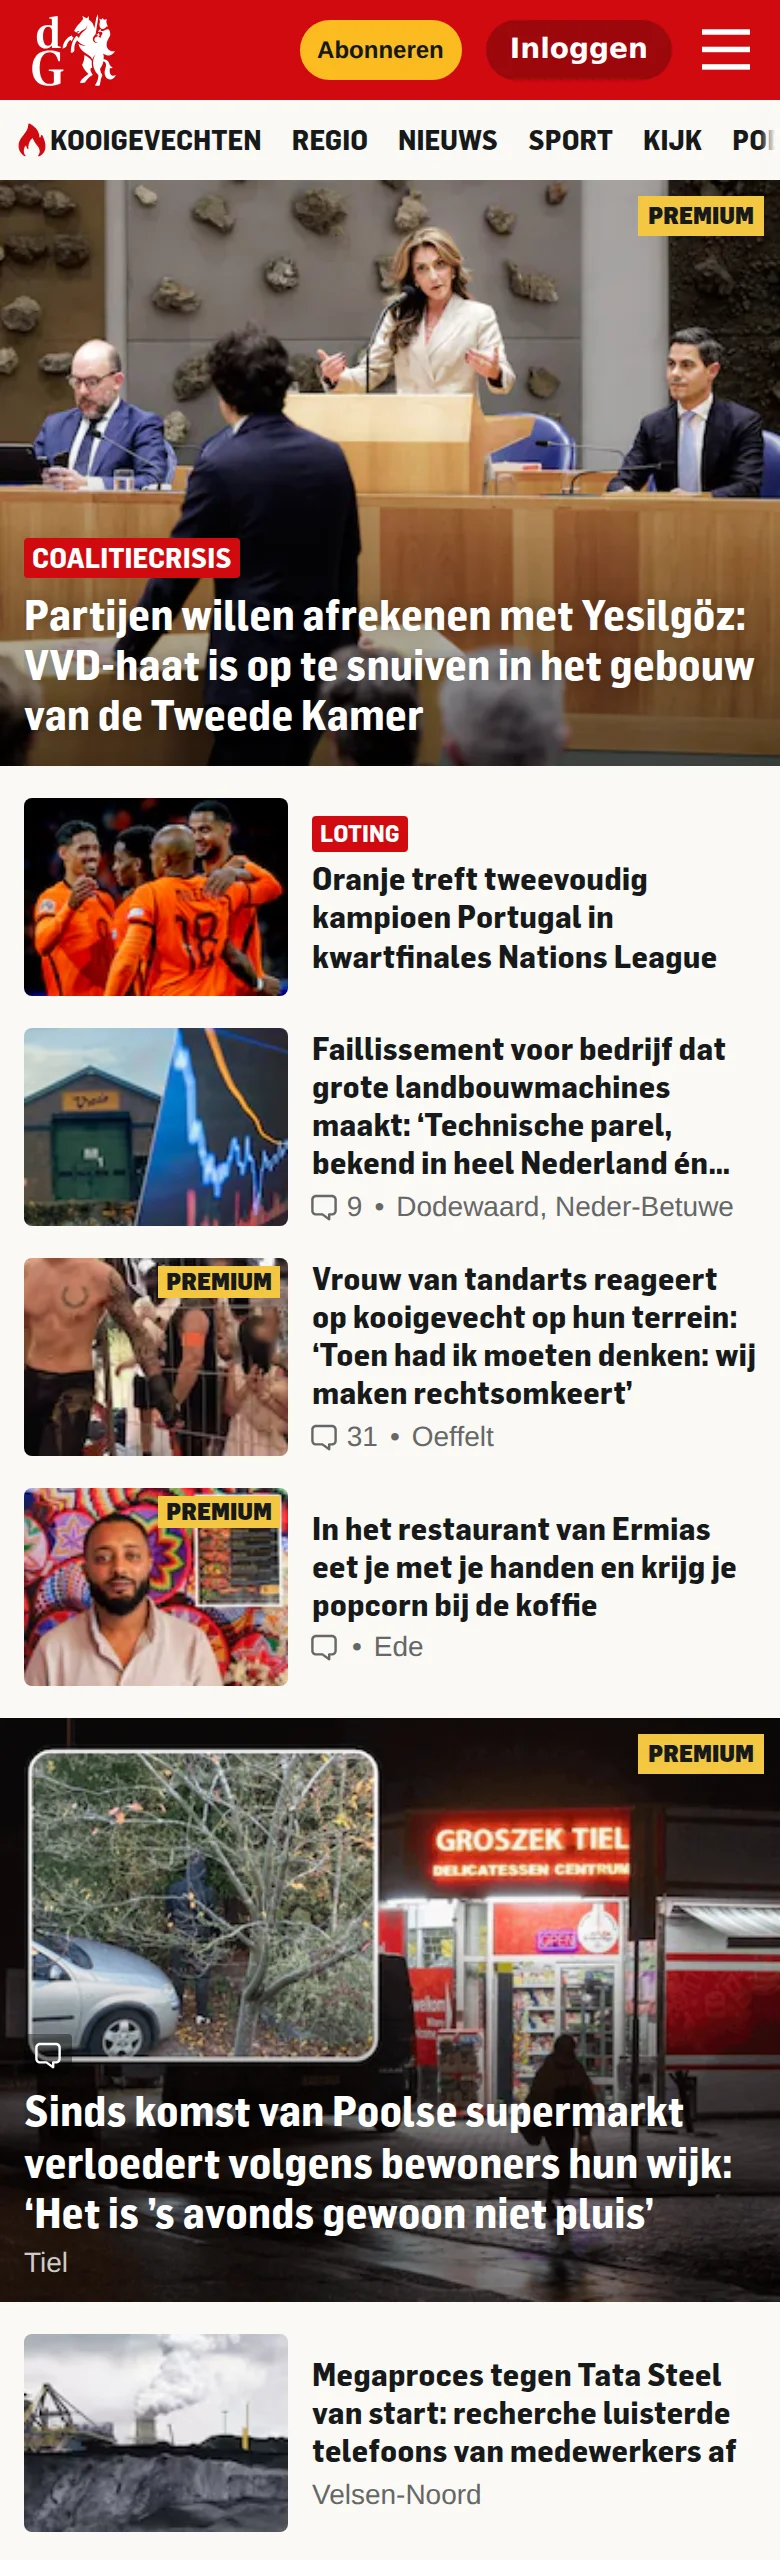 dG
Abonneren
Inloggen
KOOIGEVECHTEN REGIO NIEUWS SPORT KIJK
PREMIUM
COALITIECRISIS
Partijen willen afrekenen met Yesilgöz:
VVD-haat is op te snuiven in het gebouw
van de Tweede Kamer
LOTING
Oranje treft tweevoudig
kampioen Portugal in
kwartfinales Nations League
18
Faillissement voor bedrijf dat
grote landbouwmachines
maakt: ‘Technische parel,
bekend in heel Nederland én...
9 • Dodewaard, Neder-Betuwe
PREMIUM
Vrouw van tandarts reageert
op kooigevecht op hun terrein:
‘Toen had ik moeten denken: wij
maken rechtsomkeert’
31 • Oeffelt
PREMIUM
In het restaurant van Ermias
eet je met je handen en krijg je
popcorn bij de koffie
• Ede
PREMIUM
GROSZEK TIEL
DELICATESSEN CENTRUM
OPEN
welkom
Sinds komst van Poolse supermarkt
verloedert volgens bewoners hun wijk:
‘Het is ’s avonds gewoon niet pluis’
Tiel
Megaproces tegen Tata Steel
van start: recherche luisterde
telefoons van medewerkers af
Velsen-Noord